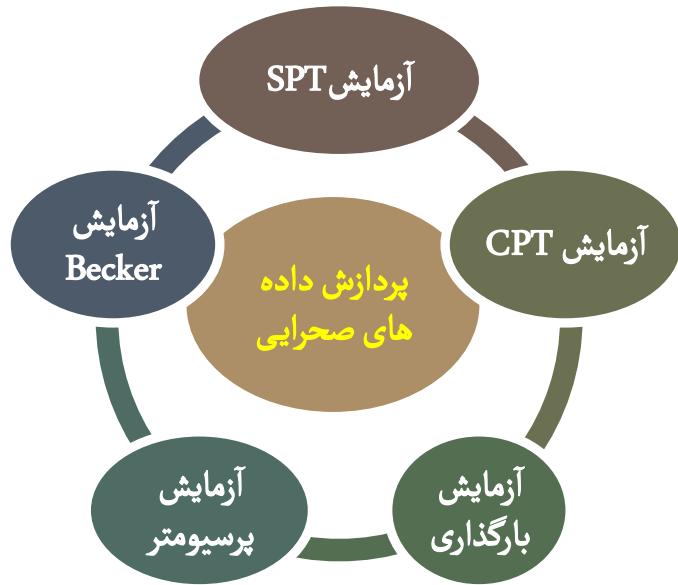 آزمایش SPT
آزمایش CPT
آزمایش
بارگذاری
آزمایش
پرسیومتر
آزمایش
Becker
پردازش داده
های صحرایی